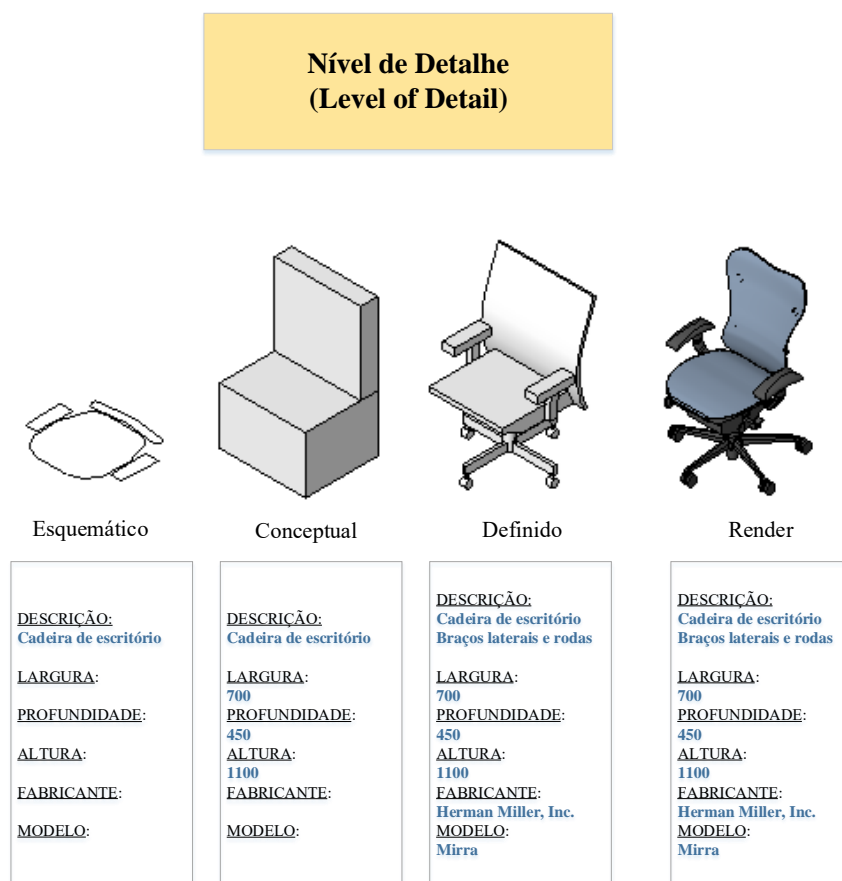 Nível de Detalhe
(Level of Detail)
Esquemático
Conceptual
Definido
Render
DESCRIÇÃO:
Cadeira de escritório
LARGURA:
PROFUNDIDADE:
ALTURA:
FABRICANTE:
MODELO:
DESCRIÇÃO:
Cadeira de escritório
LARGURA:
700
PROFUNDIDADE:
450
ALTURA:
1100
FABRICANTE:
MODELO:
DESCRIÇÃO:
Cadeira de escritório
Braços laterais e rodas
LARGURA:
700
PROFUNDIDADE:
450
ALTURA:
1100
FABRICANTE:
Herman Miller, Inc.
MODELO:
Mirra
DESCRIÇÃO:
Cadeira de escritório
Braços laterais e rodas
LARGURA:
700
PROFUNDIDADE:
450
ALTURA:
1100
FABRICANTE:
Herman Miller, Inc.
MODELO:
Mirra